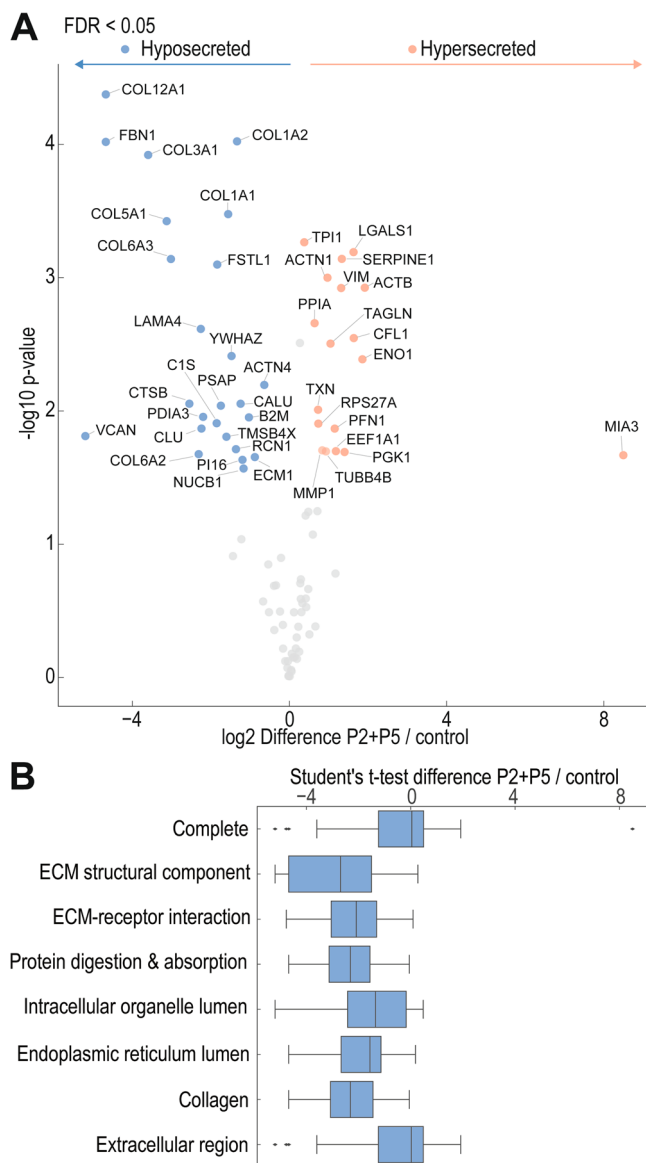 A FDR < 0.05
Hyposecreted Hypersecreted
COL12A1
FBN1
COL3A1
COL1A2
COL1A1
COL5A1
COL6A3
FSTL1
TPI1
LGALS1
ACTN1
SERPINE1
VIM
ACTB
PPIA
TAGLN
CFL1
ENO1
LAMA4
YWHAZ
C1S
PSAP
ACTN4
CTSB
PDIA3
CALU
B2M
VCAN
CLU
TMSB4X
RCN1
COL6A2
PI16
NUCB1
ECM1
TXN
RPS27A
PFN1
EEF1A1
PGK1
MMP1
TUBB4B
MIA3
-log10 p-value
4
3
2
1
0
−4 0 4 8
log2 Difference P2+P5 / control
B Student's t-test difference P2+P5 / control
−4 0 4 8
Complete
ECM structural component
ECM-receptor interaction
Protein digestion & absorption
Intracellular organelle lumen
Endoplasmic reticulum lumen
Collagen
Extracellular region